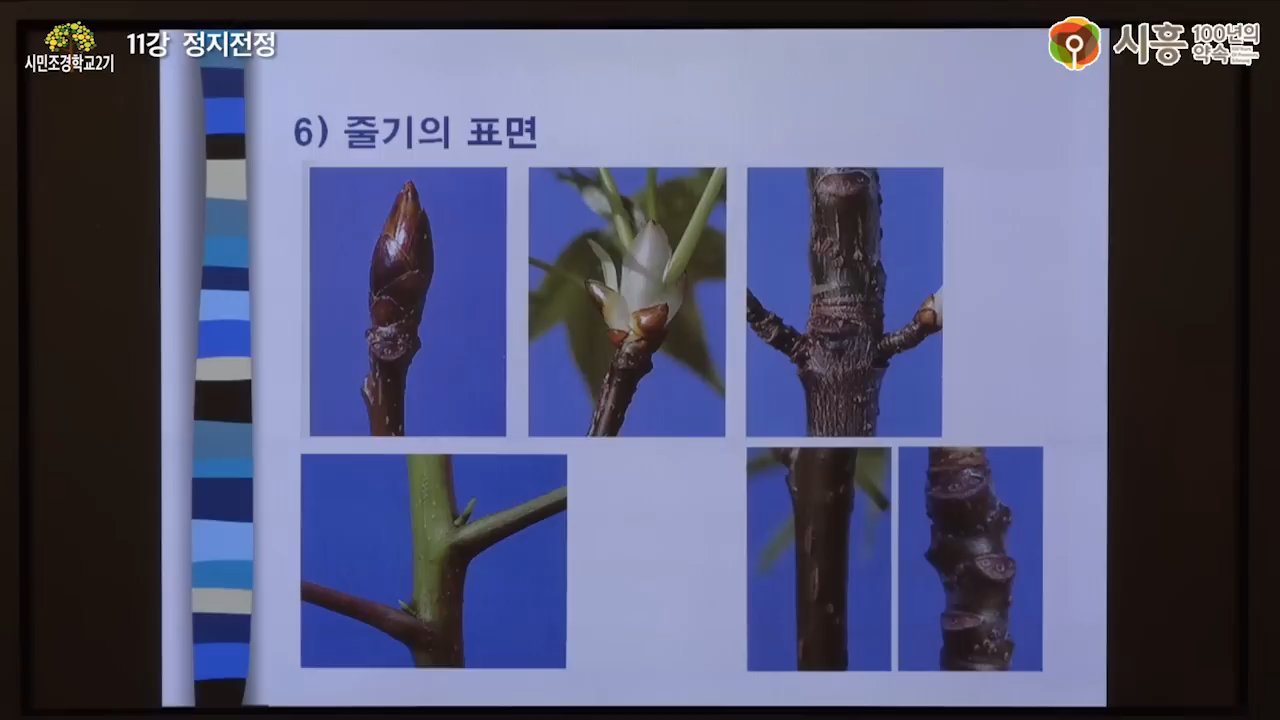 시민조경학교2기
11강 정지전정
시흥
100년의
약속
6) 줄기의 표면